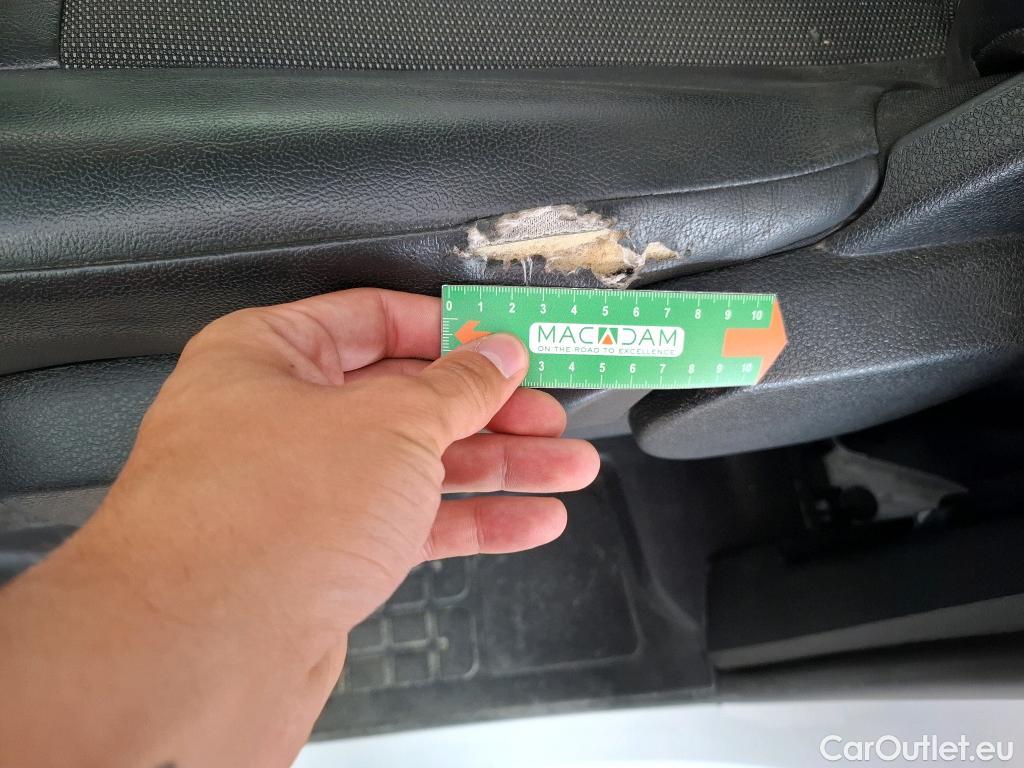 0 1 2 3 4 5 6 7 8 9 10
MACADAM
ON THE ROAD TO EXCELLENCE
3 4 5 6 7 8 9 10
CarOutlet.eu